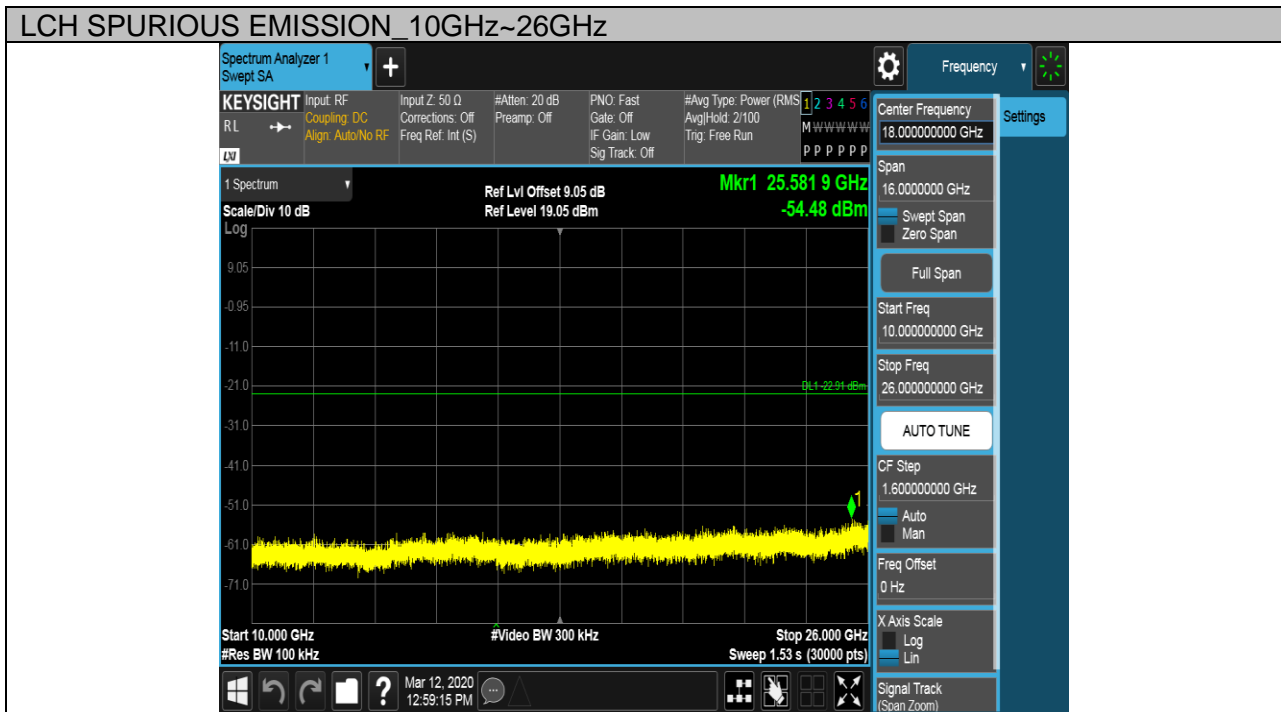 LCH SPURIOUS EMISSION_10GHz~26GHz
Spectrum Analyzer 1
Swept SA
Frequency
KEYSIGHT
RL
LXI
Input: RF
Coupling: DC
Align: Auto/No RF
Input Z: 50 Ω
Corrections: Off
Freq Ref: Int (S)
#Atten: 20 dB
Preamp: Off
PNO: Fast
Gate: Off
IF Gain: Low
Sig Track: Off
#Avg Type: Power (RMS
Avg|Hold: 2/100
Trig: Free Run
1 2 3 4 5 6
M W W W W W
P P P P P P
1 Spectrum
Scale/Div 10 dB
Ref Lvl Offset 9.05 dB
Ref Level 19.05 dBm
Mkr1 25.581 9 GHz
-54.48 dBm
Log
9.05
-0.95
-11.0
-21.0
-31.0
-41.0
-51.0
-61.0
-71.0
DL1 -22.91 dBm
1
Start 10.000 GHz
#Res BW 100 kHz
#Video BW 300 kHz
Stop 26.000 GHz
Sweep 1.53 s (30000 pts)
Mar 12, 2020
12:59:15 PM
Center Frequency
18.000000000 GHz
Settings
Span
16.0000000 GHz
Swept Span
Zero Span
Full Span
Start Freq
10.000000000 GHz
Stop Freq
26.000000000 GHz
AUTO TUNE
CF Step
1.600000000 GHz
Auto
Man
Freq Offset
0 Hz
X Axis Scale
Log
Lin
Signal Track
(Span Zoom)